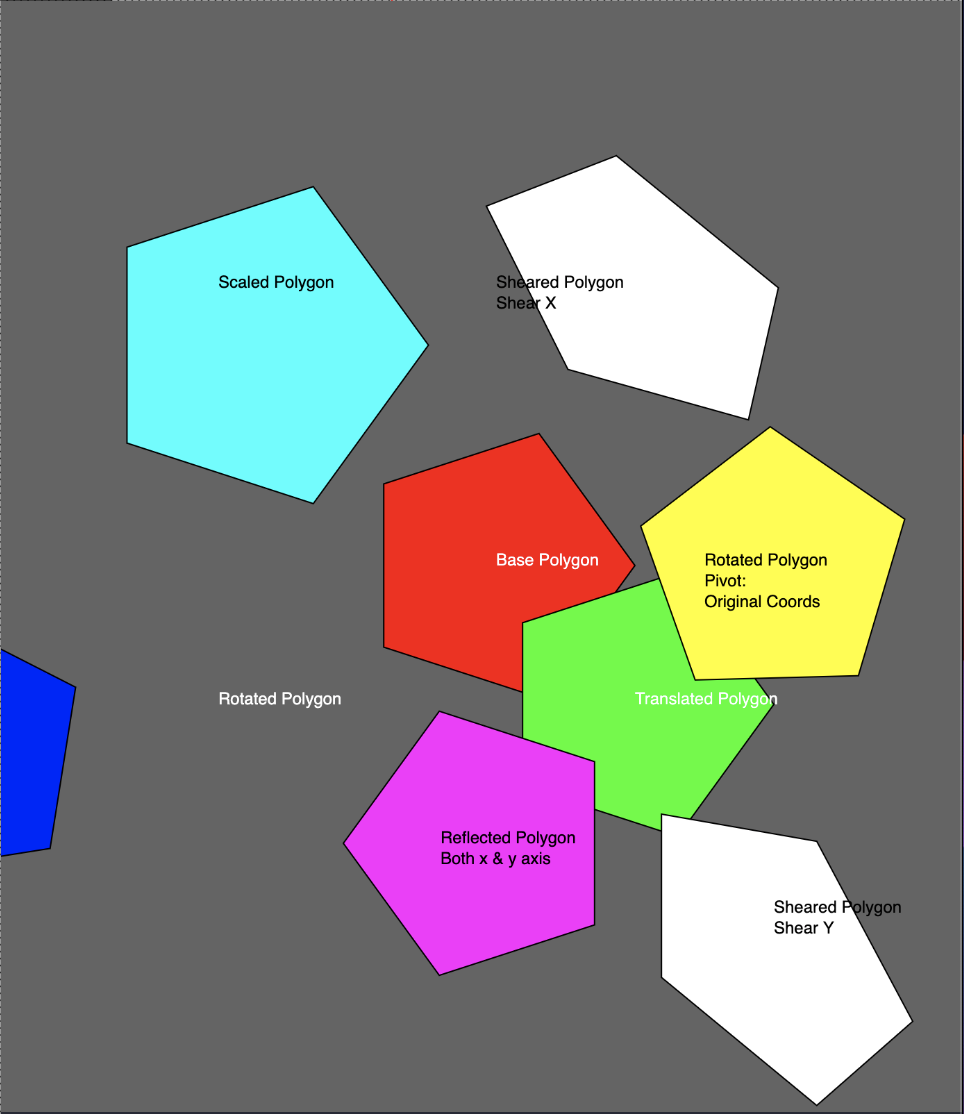 Scaled Polygon
Sheared Polygon
Shear X
Base Polygon
Rotated Polygon
Pivot:
Original Coords
Rotated Polygon
Translated Polygon
Reflected Polygon
Both x & y axis
Sheared Polygon
Shear Y